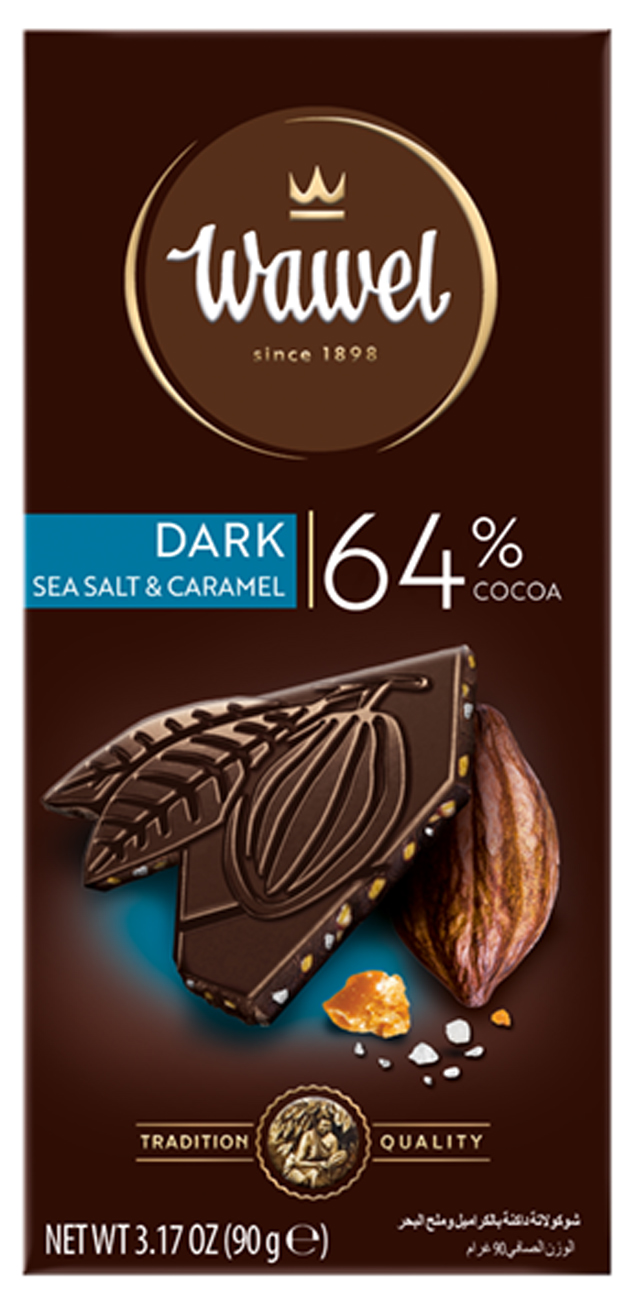 Wawel
since 1898
DARK
SEA SALT & CARAMEL
64%
COCOA
TRADITION QUALITY
NET WT 3.17 OZ (90 g ℮)
شوكولاتة داكنة بالكراميل وملح البحر
الوزن الصافي 90 غرام